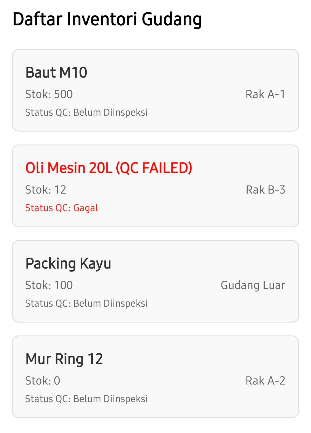 Daftar Inventori Gudang
Baut M10
Stok: 500 Rak A-1
Status QC: Belum Diinspeksi
Oli Mesin 20L (QC FAILED)
Stok: 12 Rak B-3
Status QC: Gagal
Packing Kayu
Stok: 100 Gudang Luar
Status QC: Belum Diinspeksi
Mur Ring 12
Stok: 0 Rak A-2
Status QC: Belum Diinspeksi